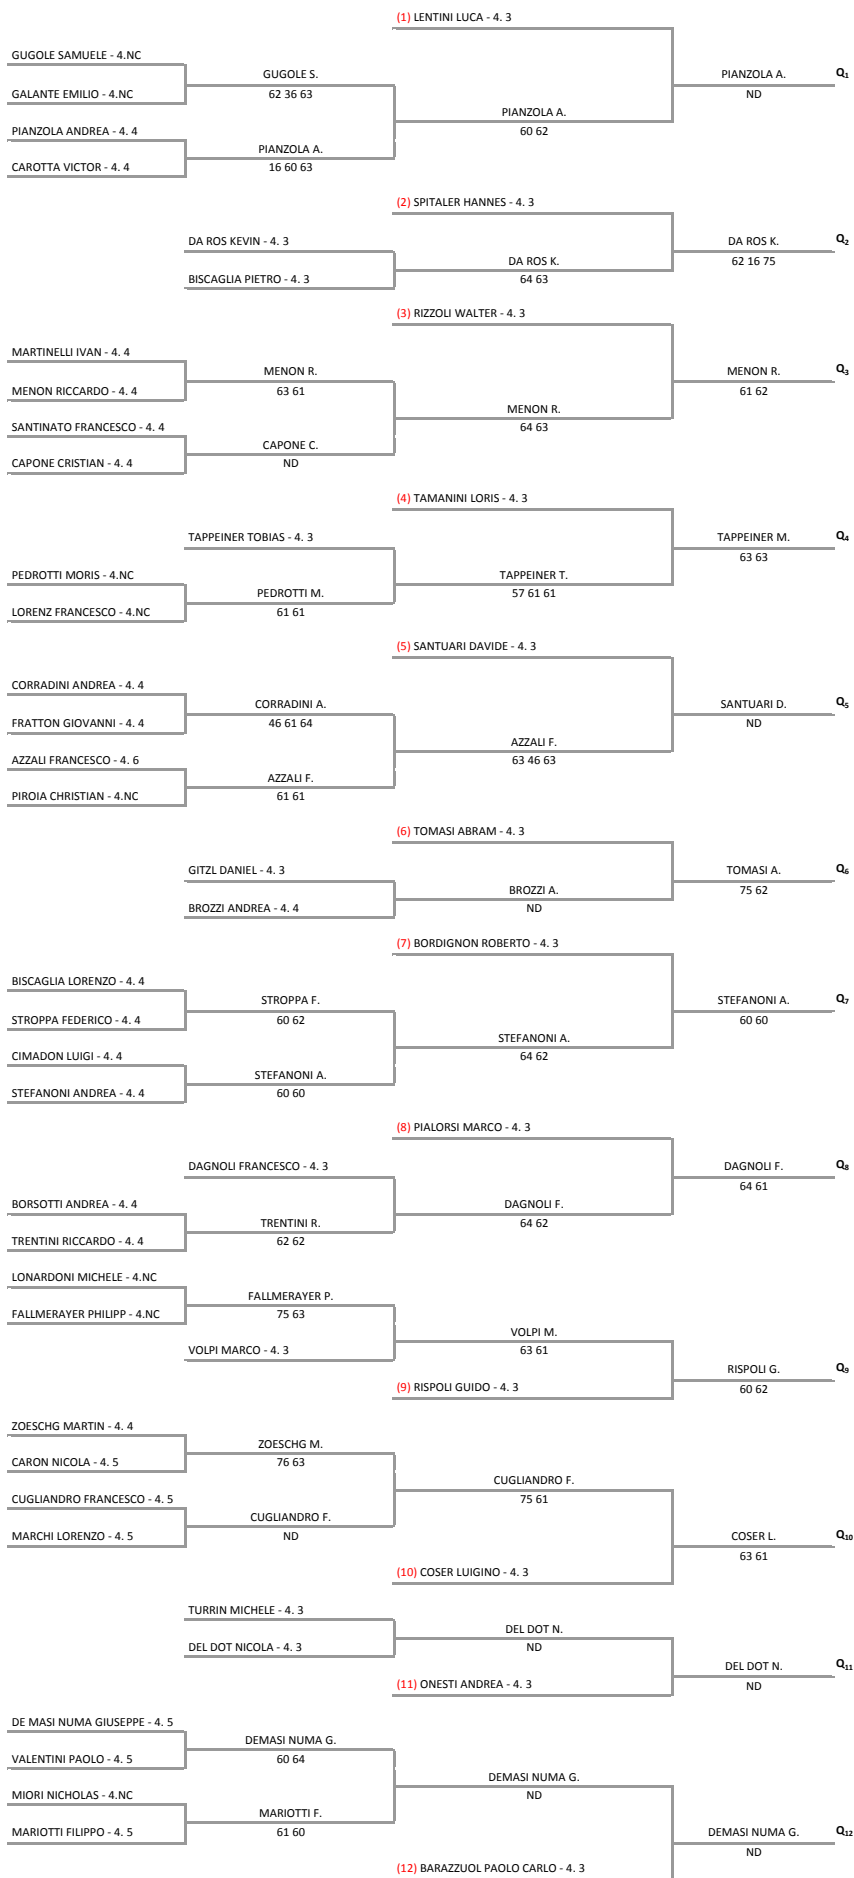 (1) LENTINI LUCA - 4. 3
GUGOLE SAMUELE - 4.NC
GUGOLE S.
PIANZOLA A.
Q1
GALANTE EMILIO - 4.NC
62 36 63
ND
PIANZOLA A.
PIANZOLA ANDREA - 4. 4
60 62
PIANZOLA A.
CAROTTA VICTOR - 4. 4
16 60 63
(2) SPITALER HANNES - 4. 3
DA ROS KEVIN - 4. 3
DA ROS K.
Q2
DA ROS K.
62 16 75
BISCAGLIA PIETRO - 4. 3
64 63
(3) RIZZOLI WALTER - 4. 3
MARTINELLI IVAN - 4. 4
MENON R.
MENON R.
Q3
MENON RICCARDO - 4. 4
63 61
61 62
MENON R.
SANTINATO FRANCESCO - 4. 4
64 63
CAPONE C.
CAPONE CRISTIAN - 4. 4
ND
(4) TAMANINI LORIS - 4. 3
TAPPEINER TOBIAS - 4. 3
TAPPEINER M.
Q4
63 63
PEDROTTI MORIS - 4.NC
TAPPEINER T.
PEDROTTI M.
57 61 61
LORENZ FRANCESCO - 4.NC
61 61
(5) SANTUARI DAVIDE - 4. 3
CORRADINI ANDREA - 4. 4
CORRADINI A.
SANTUARI D.
Q5
FRATTON GIOVANNI - 4. 4
46 61 64
ND
AZZALI F.
AZZALI FRANCESCO - 4. 6
63 46 63
AZZALI F.
PIROIA CHRISTIAN - 4.NC
61 61
(6) TOMASI ABRAM - 4. 3
GITZL DANIEL - 4. 3
TOMASI A.
Q6
BROZZI A.
75 62
BROZZI ANDREA - 4. 4
ND
(7) BORDIGNON ROBERTO - 4. 3
BISCAGLIA LORENZO - 4. 4
STROPPA F.
STEFANONI A.
Q7
STROPPA FEDERICO - 4. 4
60 62
60 60
STEFANONI A.
CIMADON LUIGI - 4. 4
64 62
STEFANONI A.
STEFANONI ANDREA - 4. 4
60 60
(8) PIALORSI MARCO - 4. 3
DAGNOLI FRANCESCO - 4. 3
DAGNOLI F.
Q8
64 61
BORSOTTI ANDREA - 4. 4
DAGNOLI F.
TRENTINI R.
64 62
TRENTINI RICCARDO - 4. 4
62 62
LONARDONI MICHELE - 4.NC
FALLMERAYER P.
FALLMERAYER PHILIPP - 4.NC
75 63
VOLPI M.
VOLPI MARCO - 4. 3
63 61
RISPOLI G.
Q9
(9) RISPOLI GUIDO - 4. 3
60 62
ZOESCHG MARTIN - 4. 4
ZOESCHG M.
CARON NICOLA - 4. 5
76 63
CUGLIANDRO F.
CUGLIANDRO FRANCESCO - 4. 5
75 61
CUGLIANDRO F.
MARCHI LORENZO - 4. 5
ND
COSER L.
Q10
63 61
(10) COSER LUIGINO - 4. 3
TURRIN MICHELE - 4. 3
DEL DOT N.
DEL DOT NICOLA - 4. 3
ND
DEL DOT N.
Q11
(11) ONESTI ANDREA - 4. 3
ND
DE MASI NUMA GIUSEPPE - 4. 5
DEMASI NUMA G.
VALENTINI PAOLO - 4. 5
60 64
DEMASI NUMA G.
MIORI NICHOLAS - 4.NC
ND
MARIOTTI F.
MARIOTTI FILIPPO - 4. 5
61 60
DEMASI NUMA G.
Q12
ND
(12) BARAZZUOL PAOLO CARLO - 4. 3